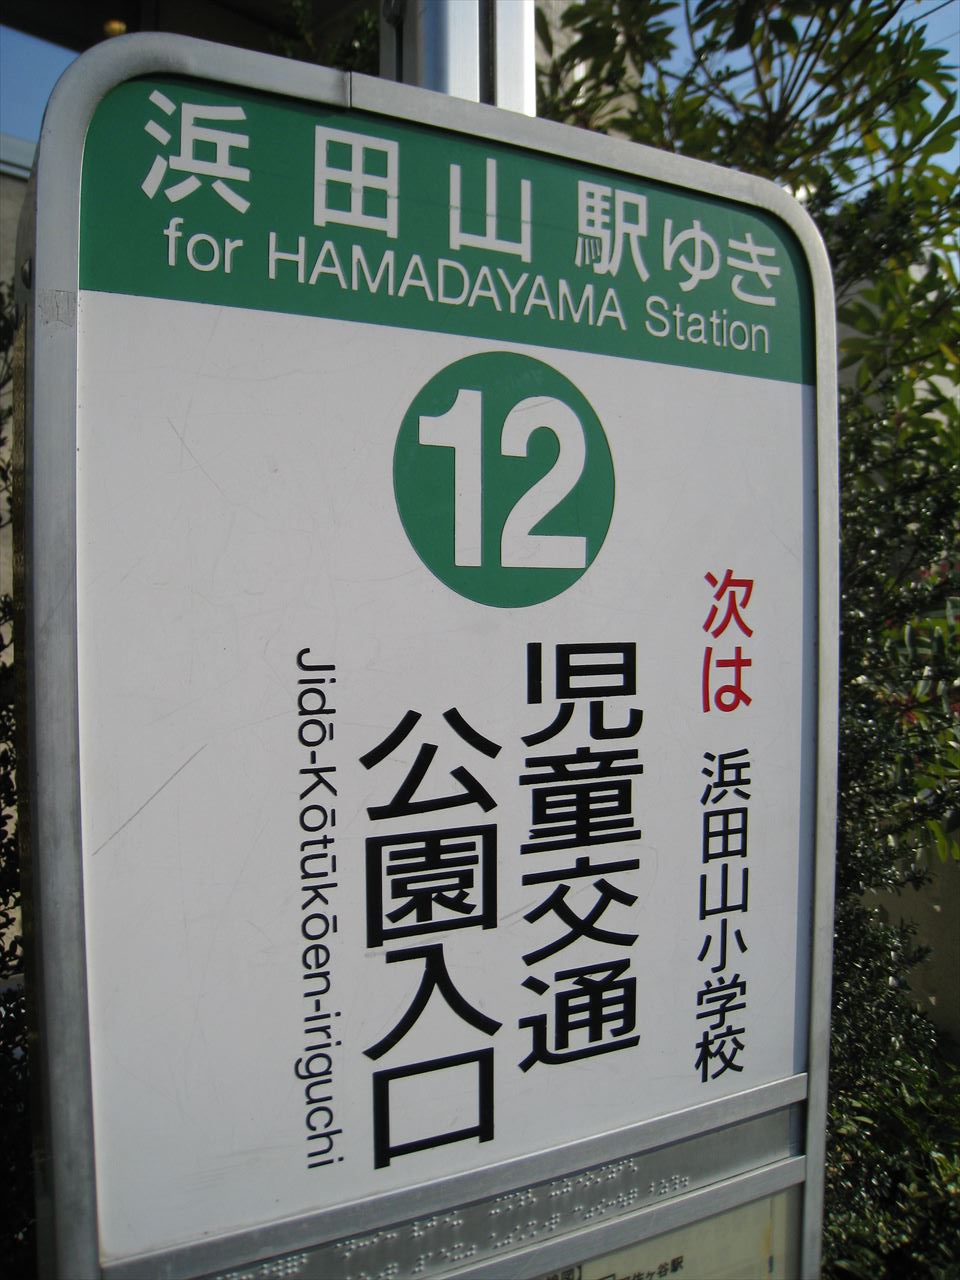 浜田山駅ゆき
for HAMADAYAMA Station
12
次は 浜田山小学校
児童交通
公園入口
Jidō-Kōtūkōen-iriguchi